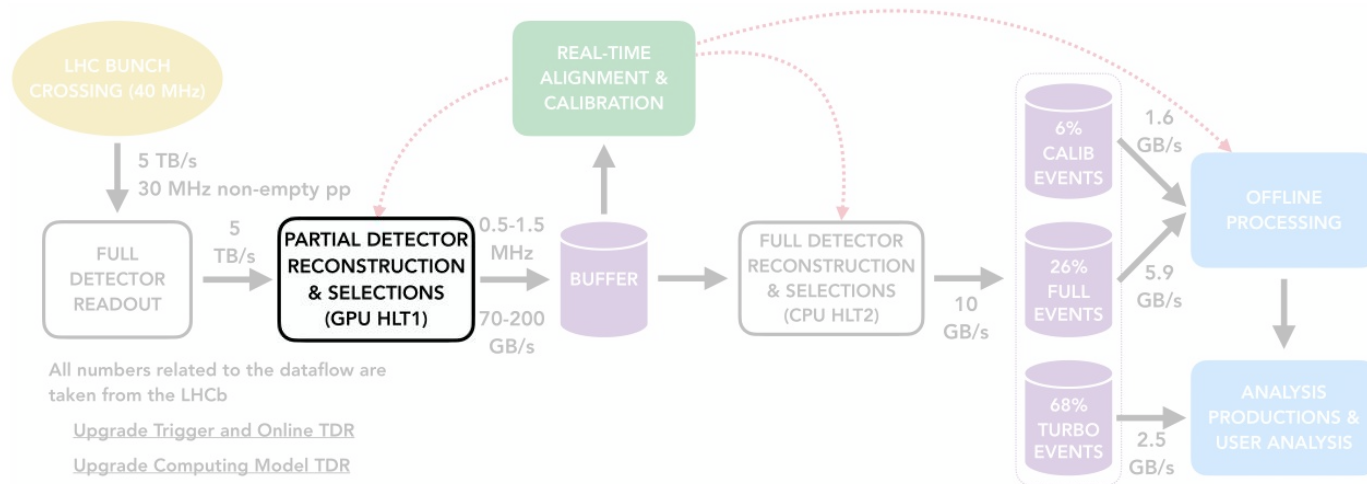 LHC BUNCH
CROSSING (40 MHz)
5 TB/s
30 MHz non-empty pp
FULL
DETECTOR
READOUT
5
TB/s
PARTIAL DETECTOR
RECONSTRUCTION
& SELECTIONS
(GPU HLT1)
0.5-1.5
MHz
70-200
GB/s
REAL-TIME
ALIGNMENT &
CALIBRATION
BUFFER
FULL DETECTOR
RECONSTRUCTION
& SELECTIONS
(CPU HLT2)
10
GB/s
6%
CALIB
EVENTS
26%
FULL
EVENTS
68%
TURBO
EVENTS
1.6
GB/s
5.9
GB/s
2.5
GB/s
OFFLINE
PROCESSING
ANALYSIS
PRODUCTIONS &
USER ANALYSIS
All numbers related to the dataflow are
taken from the LHCb
Upgrade Trigger and Online TDR
Upgrade Computing Model TDR